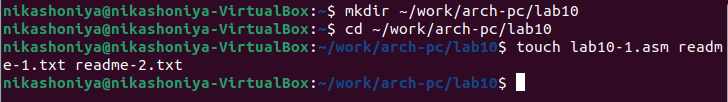 nikashoniya@nikashoniya-VirtualBox:~$ mkdir ~/work/arch-pc/lab10
nikashoniya@nikashoniya-VirtualBox:~$ cd ~/work/arch-pc/lab10
nikashoniya@nikashoniya-VirtualBox:~/work/arch-pc/lab10$ touch lab10-1.asm readm
e-1.txt readme-2.txt
nikashoniya@nikashoniya-VirtualBox:~/work/arch-pc/lab10$